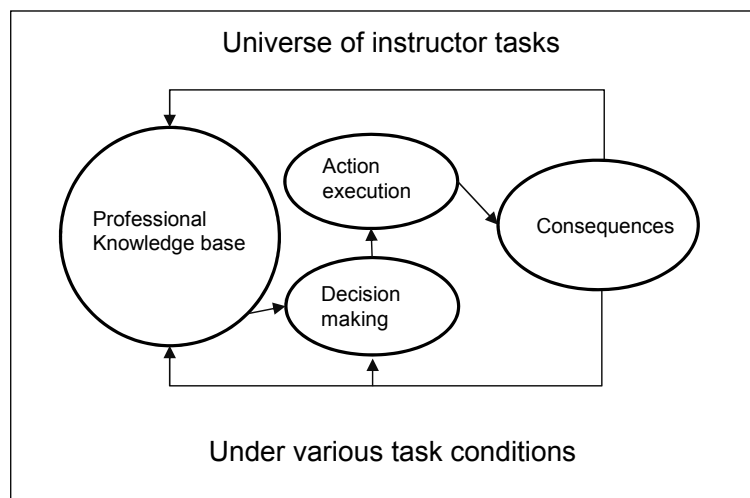 Universe of instructor tasks
Action
execution
Professional
Knowledge base
Consequences
Decision
making
Under various task conditions